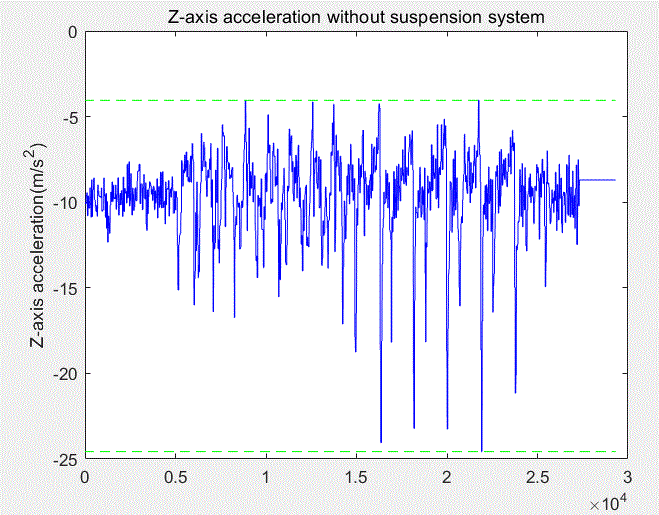 Z-axis acceleration without suspension system
Z-axis acceleration(m/s²)
0
-5
-10
-15
-20
-25
0 0.5 1 1.5 2 2.5 3
×10⁴